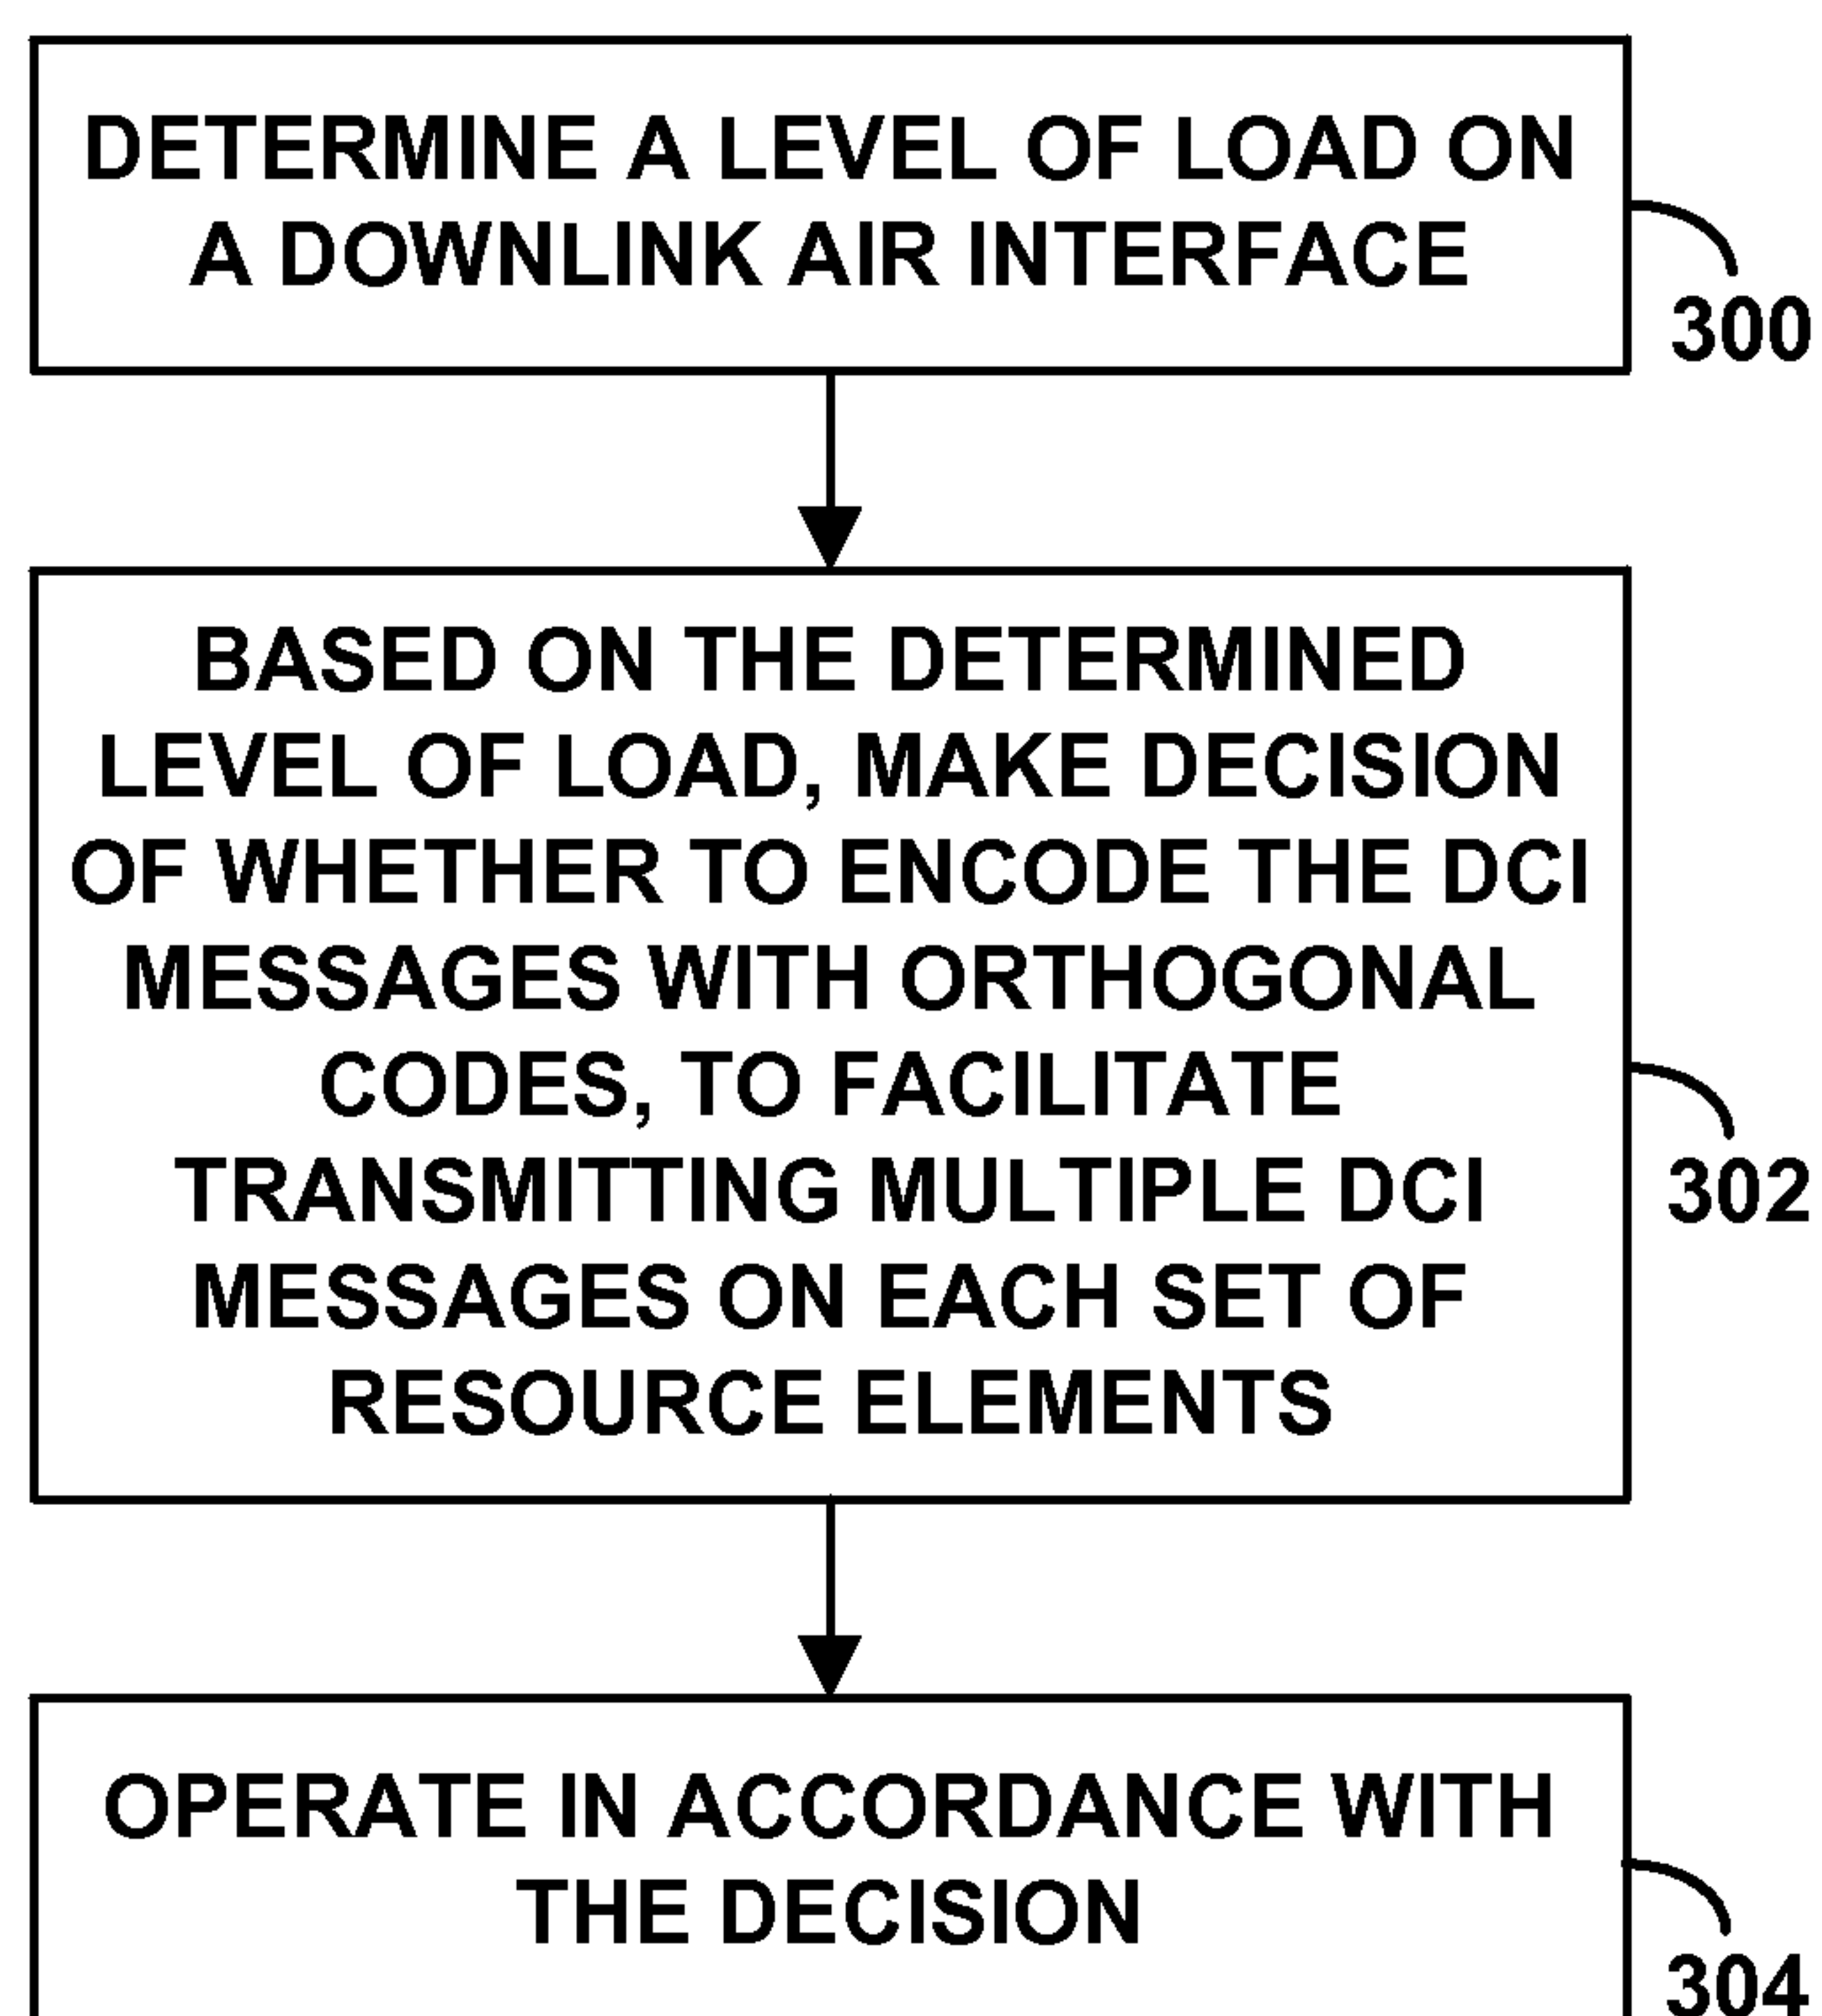 DETERMINE A LEVEL OF LOAD ON
A DOWNLINK AIR INTERFACE
300
BASED ON THE DETERMINED
LEVEL OF LOAD, MAKE DECISION
OF WHETHER TO ENCODE THE DCI
MESSAGES WITH ORTHOGONAL
CODES, TO FACILITATE
TRANSMITTING MULTIPLE DCI
MESSAGES ON EACH SET OF
RESOURCE ELEMENTS
302
OPERATE IN ACCORDANCE WITH
THE DECISION
304